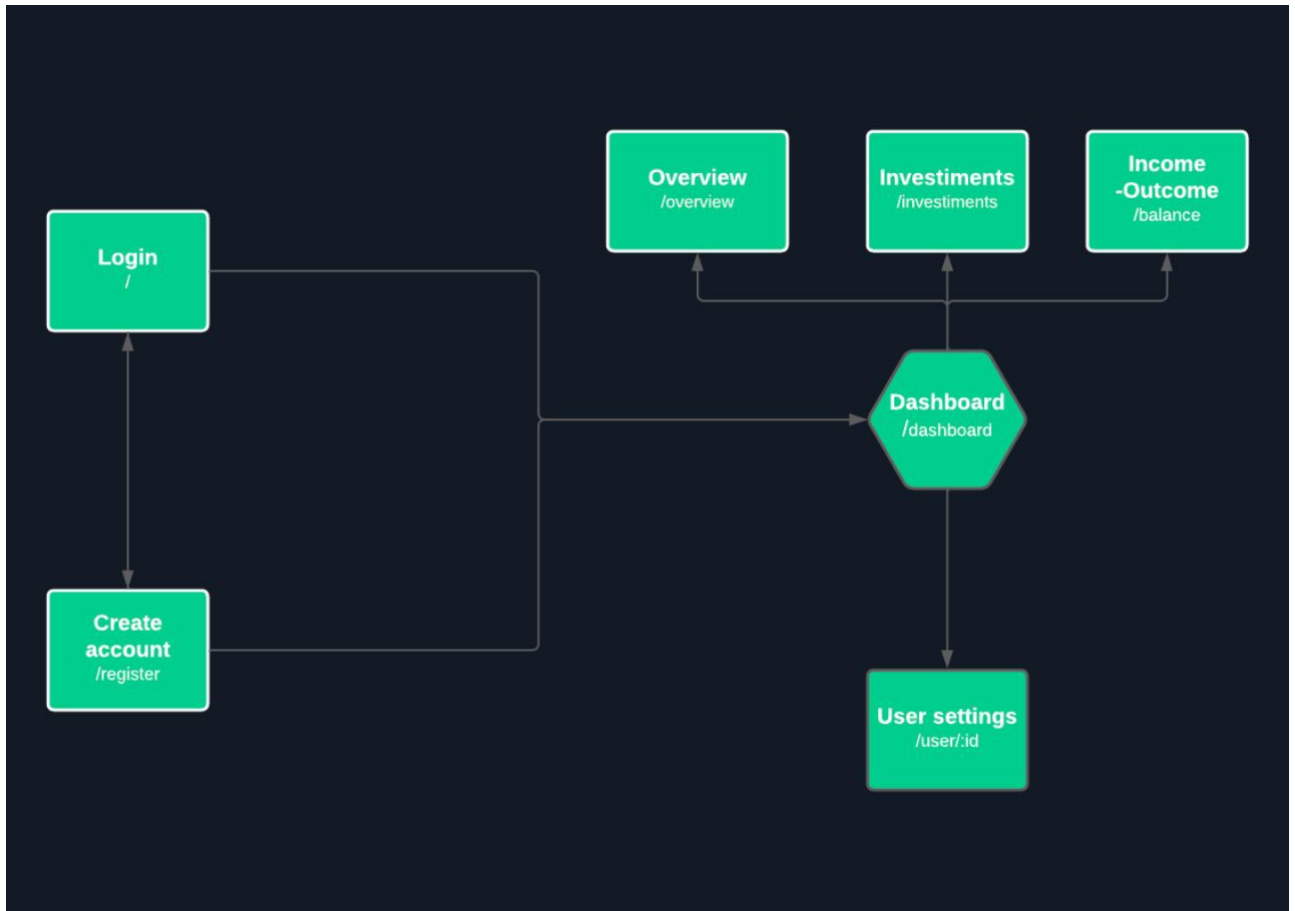 Login
/
Create
account
/register
Overview
/overview
Investiments
/investiments
Income
-Outcome
/balance
Dashboard
/dashboard
User settings
/user/:id